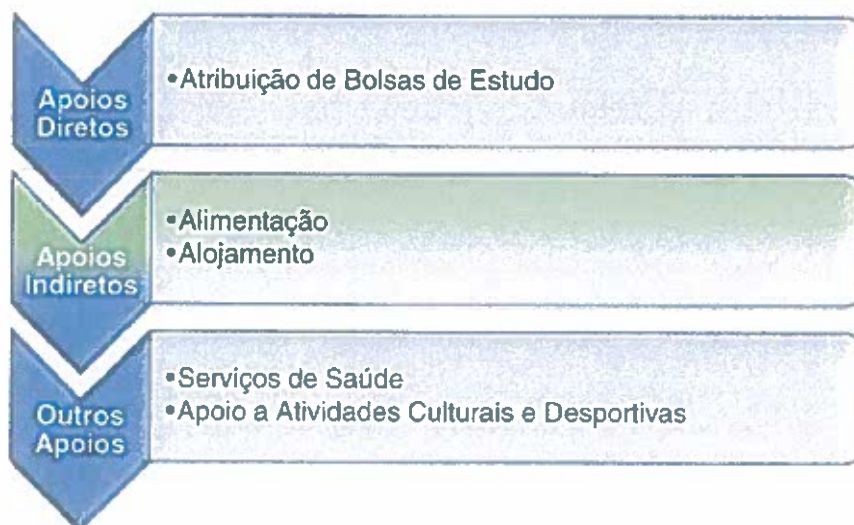 Apoios
Diretos
•Atribuição de Bolsas de Estudo
Apoios
Indiretos
•Alimentação
•Alojamento
Outros
Apoios
•Serviços de Saúde
•Apoio a Atividades Culturais e Desportivas